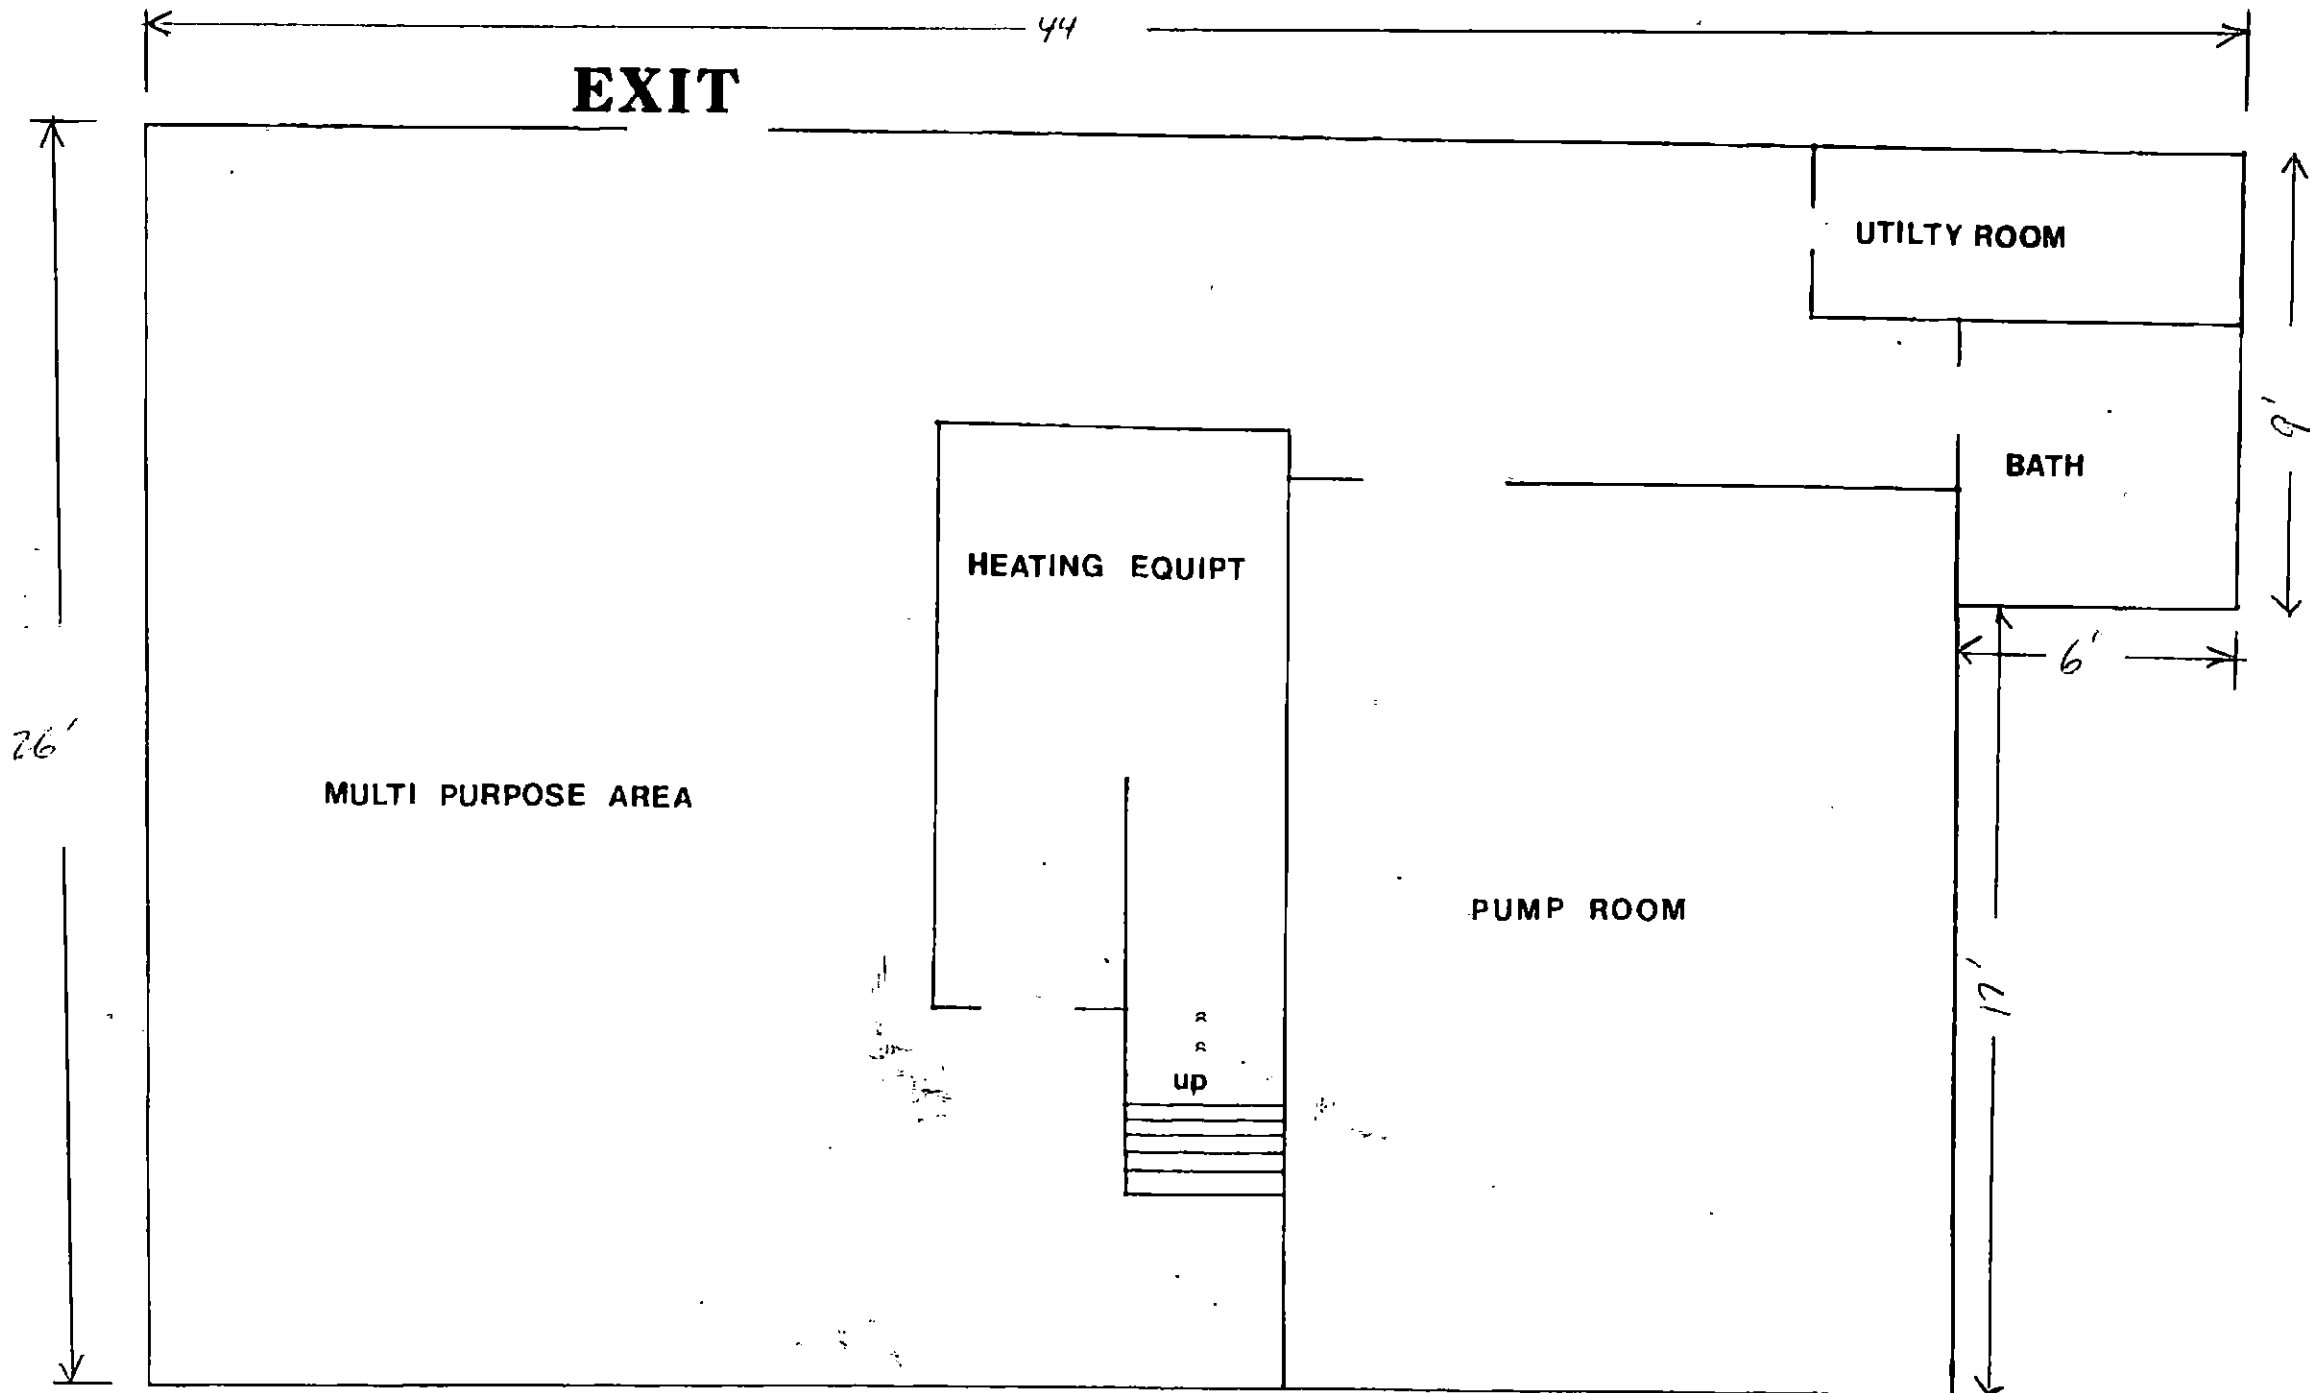 44
EXIT
UTILTY ROOM
9'
BATH
HEATING EQUIPT
6'
26'
MULTI PURPOSE AREA
PUMP ROOM
17'
up